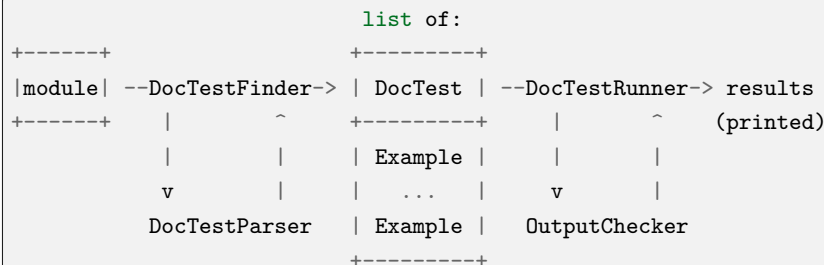 list of:
+------+                   +---------+
|module| --DocTestFinder-> | DocTest | --DocTestRunner-> results
+------+    |        ^     +---------+     |       ^    (printed)
            |        |     | Example |     |       |
            v        |     |   ...   |     v       |
           DocTestParser   | Example |   OutputChecker
                           +---------+